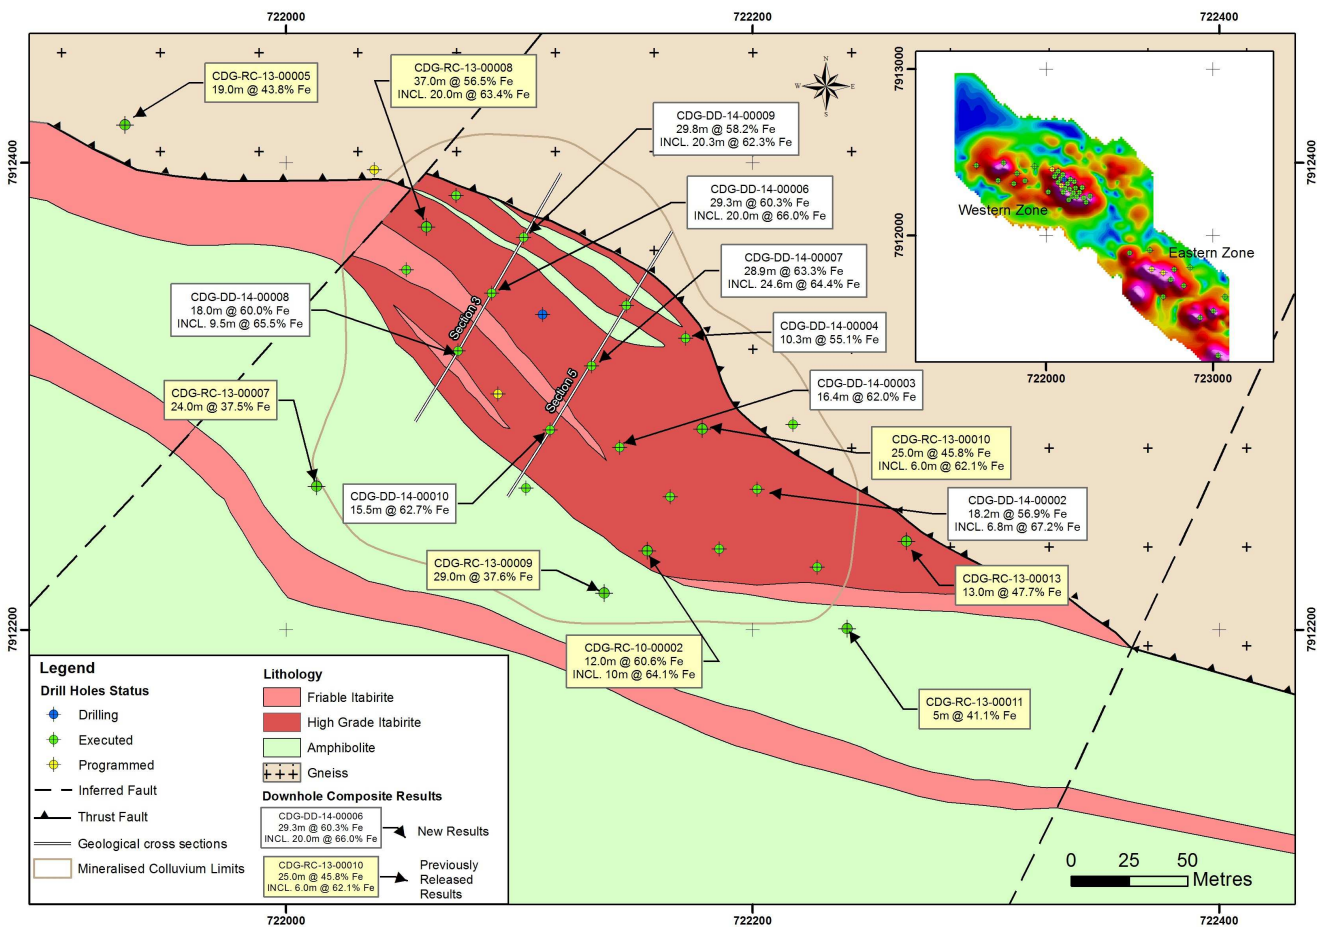 722000
722200
722400
7912400
7912200
7912400
7912200
722000
722200
722400
CDG-RC-13-00005
19.0m @ 43.8% Fe
CDG-RC-13-00008
37.0m @ 56.5% Fe
INCL. 20.0m @ 63.4% Fe
CDG-DD-14-00009
29.8m @ 58.2% Fe
INCL. 20.3m @ 62.3% Fe
N
W
E
S
7913000
7912000
Western Zone
Eastern Zone
722000
723000
CDG-DD-14-00006
29.3m @ 60.3% Fe
INCL. 20.0m @ 66.0% Fe
CDG-DD-14-00007
28.9m @ 63.3% Fe
INCL. 24.6m @ 64.4% Fe
CDG-DD-14-00008
18.0m @ 60.0% Fe
INCL. 9.5m @ 65.5% Fe
CDG-DD-14-00004
10.3m @ 55.1% Fe
Section 3
Section 5
CDG-DD-14-00003
16.4m @ 62.0% Fe
CDG-RC-13-00007
24.0m @ 37.5% Fe
CDG-RC-13-00010
25.0m @ 45.8% Fe
INCL. 6.0m @ 62.1% Fe
CDG-DD-14-00010
15.5m @ 62.7% Fe
CDG-DD-14-00002
18.2m @ 56.9% Fe
INCL. 6.8m @ 67.2% Fe
CDG-RC-13-00009
29.0m @ 37.6% Fe
CDG-RC-13-00013
13.0m @ 47.7% Fe
CDG-RC-10-00002
12.0m @ 60.6% Fe
INCL. 10m @ 64.1% Fe
CDG-RC-13-00011
5m @ 41.1% Fe
Legend
Drill Holes Status
Drilling
Executed
Programmed
Inferred Fault
Thrust Fault
Geological cross sections
Mineralised Colluvium Limits
Lithology
Friable Itabirite
High Grade Itabirite
Amphibolite
Gneiss
Downhole Composite Results
CDG-DD-14-00006
29.3m @ 60.3% Fe
INCL. 20.0m @ 66.0% Fe
New Results
CDG-RC-13-00010
25.0m @ 45.8% Fe
INCL. 6.0m @ 62.1% Fe
Previously
Released
Results
0 25 50
Metres